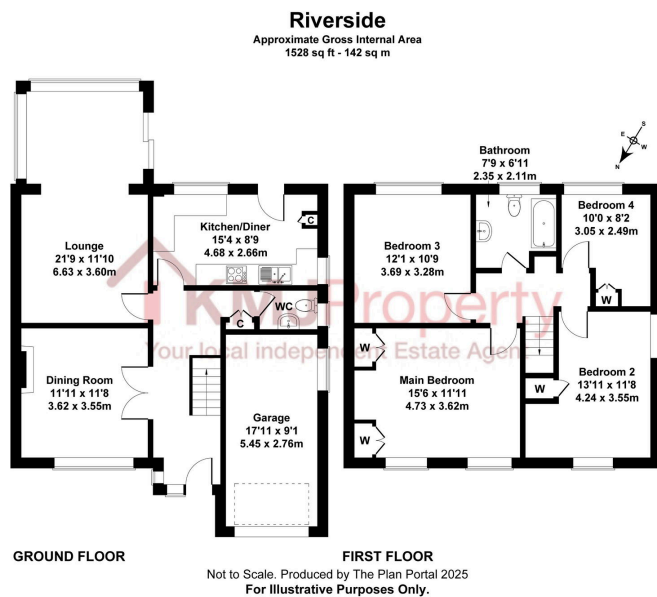 Riverside
Approximate Gross Internal Area
1528 sq ft - 142 sq m
S
E
W
N
Bathroom
7'9 x 6'11
2.35 x 2.11m
Kitchen/Diner
15'4 x 8'9
4.68 x 2.66m
C
Lounge
21'9 x 11'10
6.63 x 3.60m
Bedroom 3
12'1 x 10'9
3.69 x 3.28m
Bedroom 4
10'0 x 8'2
3.05 x 2.49m
W
WC
C
KMJ Property
Your local independent Estate Agent
Dining Room
11'11 x 11'8
3.62 x 3.55m
Garage
17'11 x 9'1
5.45 x 2.76m
W
Main Bedroom
15'6 x 11'11
4.73 x 3.62m
W
W
Bedroom 2
13'11 x 11'8
4.24 x 3.55m
GROUND FLOOR
FIRST FLOOR
Not to Scale. Produced by The Plan Portal 2025
For Illustrative Purposes Only.